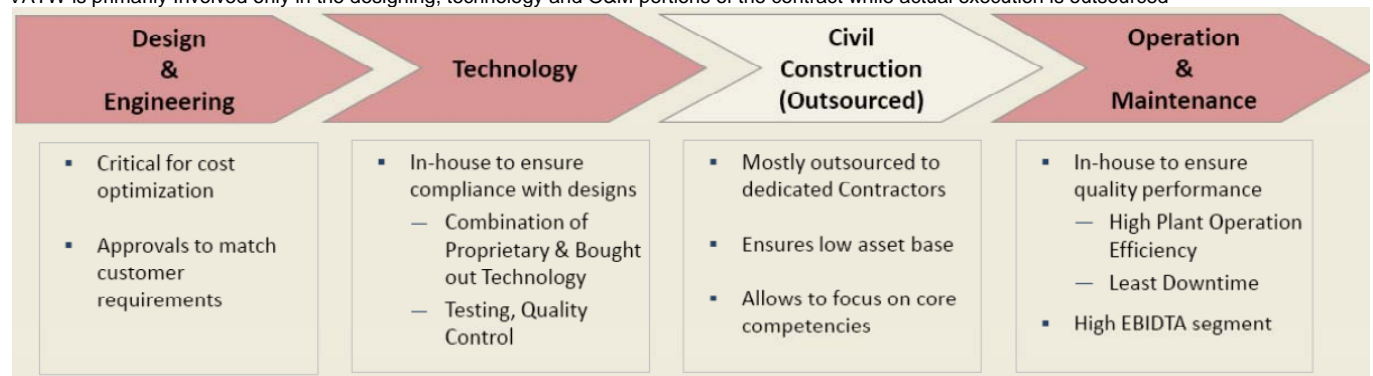 VATW is primarily involved only in the designing, technology and O&M portions of the contract while actual execution is outsourced
Design
&
Engineering
Technology
Civil
Construction
(Outsourced)
Operation
&
Maintenance
▪ Critical for cost
optimization
▪ Approvals to match
customer
requirements
▪ In-house to ensure
compliance with designs
— Combination of
Proprietary & Bought
out Technology
— Testing, Quality
Control
▪ Mostly outsourced to
dedicated Contractors
▪ Ensures low asset base
▪ Allows to focus on core
competencies
▪ In-house to ensure
quality performance
— High Plant Operation
Efficiency
— Least Downtime
▪ High EBIDTA segment